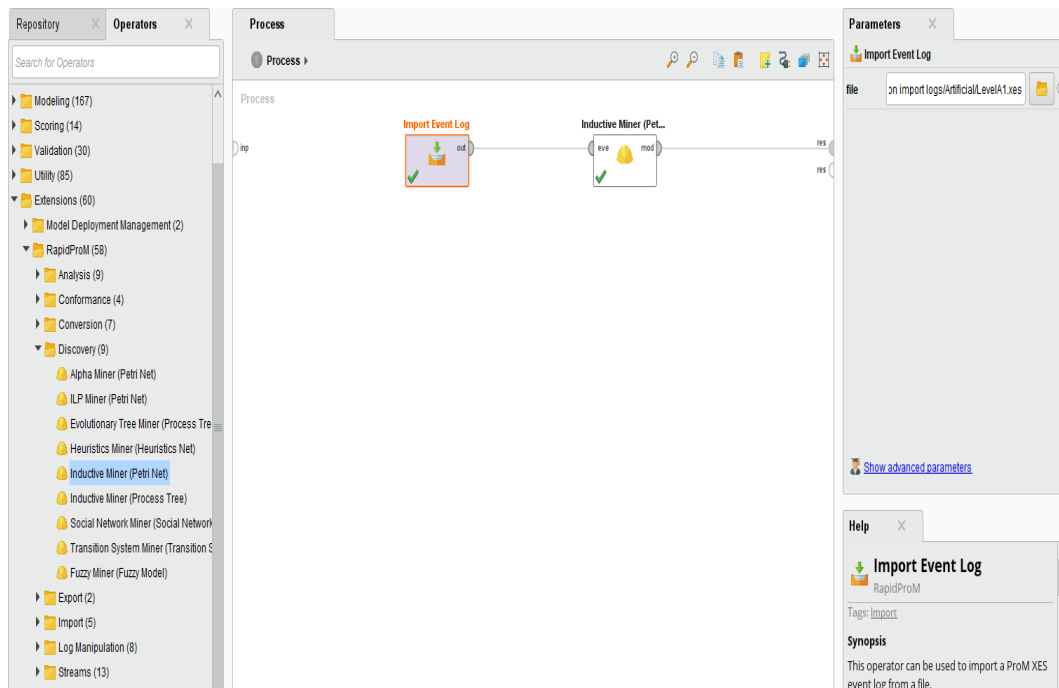 Repository
Operators
Search for Operators
Modeling (167)
Scoring (14)
Validation (30)
Utility (85)
Extensions (60)
Model Deployment Management (2)
RapidProM (58)
Analysis (9)
Conformance (4)
Conversion (7)
Discovery (9)
Alpha Miner (Petri Net)
ILP Miner (Petri Net)
Evolutionary Tree Miner (Process Tre
Heuristics Miner (Heuristics Net)
Inductive Miner (Petri Net)
Inductive Miner (Process Tree)
Social Network Miner (Social Network
Transition System Miner (Transition S
Fuzzy Miner (Fuzzy Model)
Export (2)
Import (5)
Log Manipulation (8)
Streams (13)
Process
Process
Process
inp
Import Event Log
out
Inductive Miner (Pet...
eve mod
res
res
Parameters
Import Event Log
file
on import logs/Artificial/LevelA1.xes
Show advanced parameters
Help
Import Event Log
RapidProM
Tags: Import
Synopsis
This operator can be used to import a ProM XES
event log from a file.